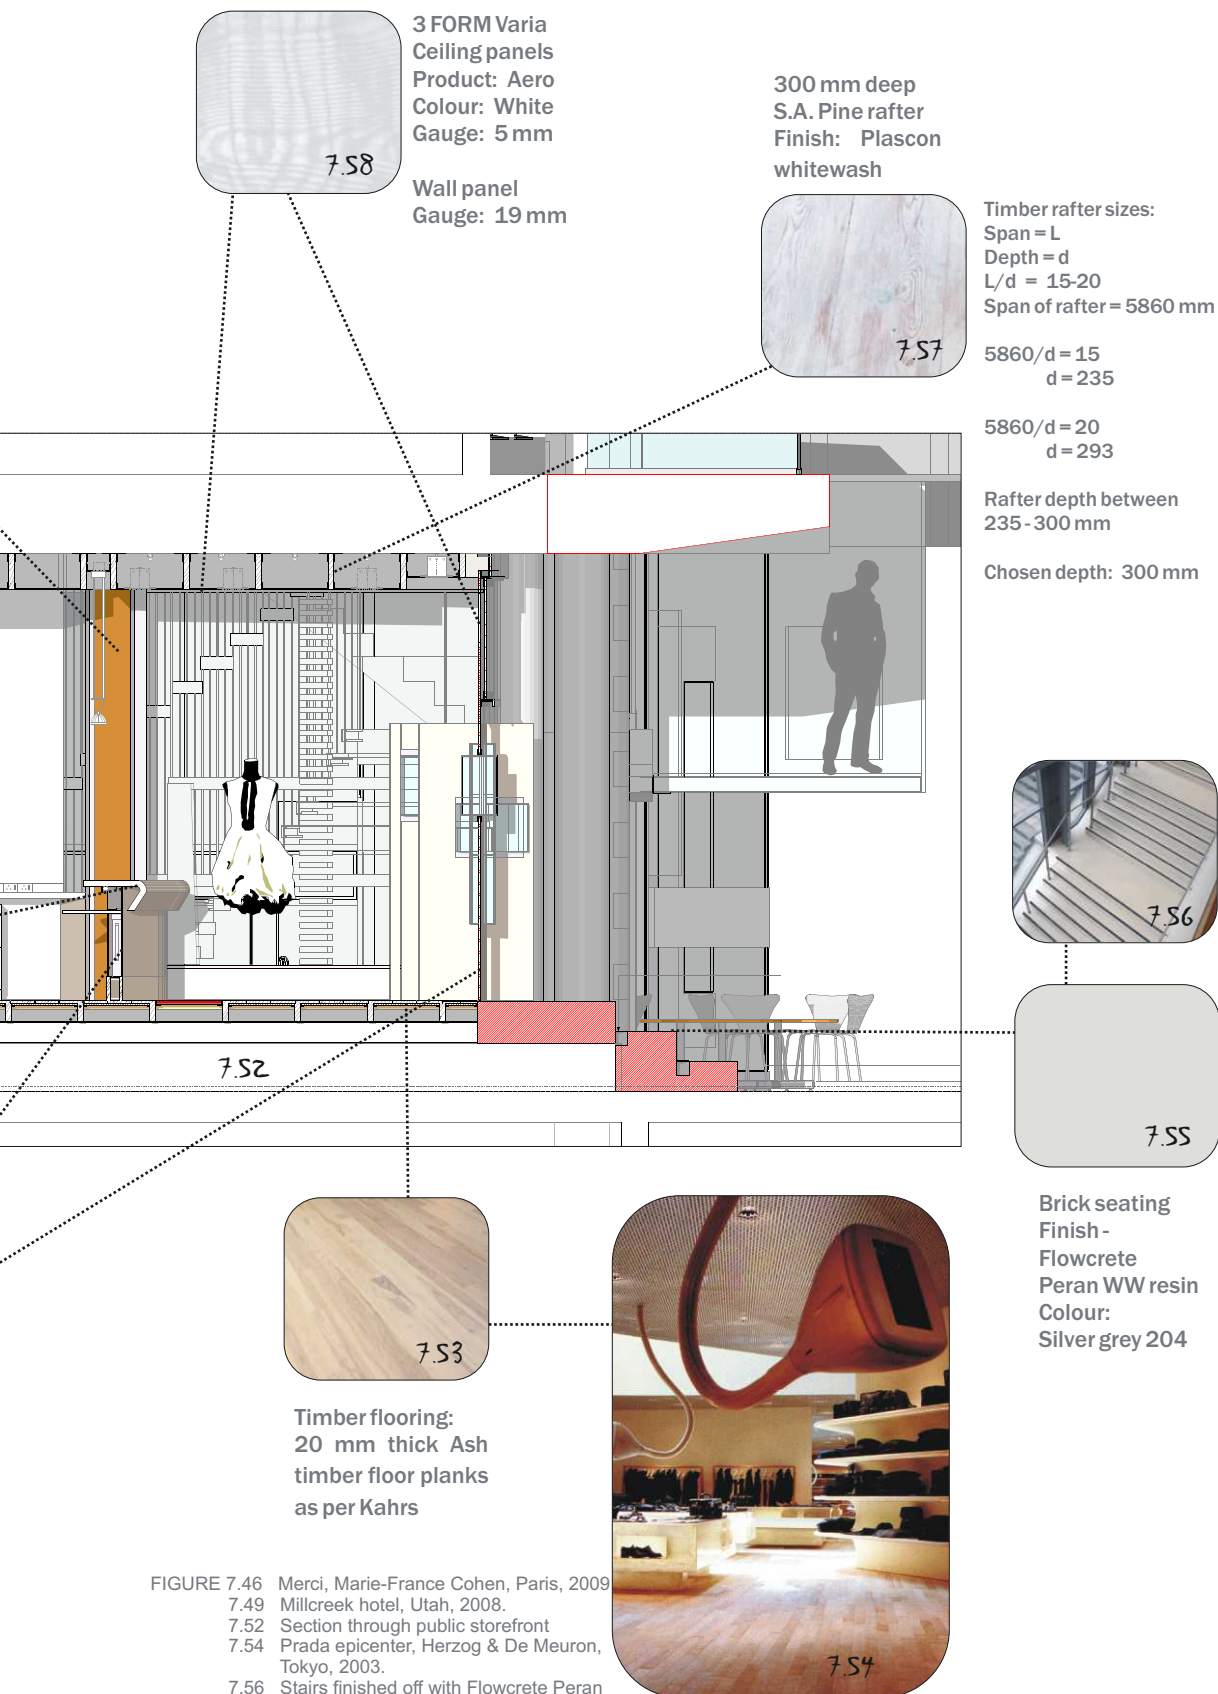 3 FORM Varia
Ceiling panels
Product: Aero
Colour: White
Gauge: 5 mm
Wall panel
Gauge: 19 mm
7.58
300 mm deep
S.A. Pine rafter
Finish: Plascon
whitewash
7.57
Timber rafter sizes:
Span = L
Depth = d
L/d = 15-20
Span of rafter = 5860 mm
5860/d = 15
d = 235
5860/d = 20
d = 293
Rafter depth between
235 - 300 mm
Chosen depth: 300 mm
7.56
7.52
7.55
Brick seating
Finish -
Flowcrete
Peran WW resin
Colour:
Silver grey 204
7.53
Timber flooring:
20 mm thick Ash
timber floor planks
as per Kahrs
7.54
FIGURE 7.46 Merci, Marie-France Cohen, Paris, 2009
7.49 Millcreek hotel, Utah, 2008.
7.52 Section through public storefront
7.54 Prada epicenter, Herzog & De Meuron,
Tokyo, 2003.
7.56 Stairs finished off with Flowcrete Peran